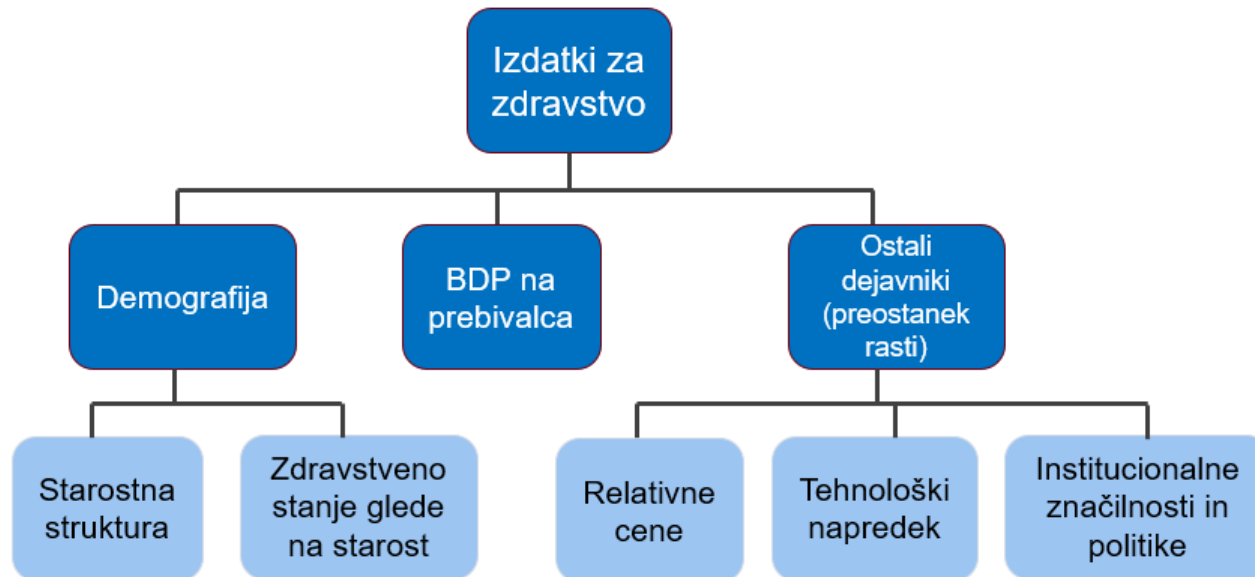 Izdatki za
zdravstvo
Demografija
BDP na
prebivalca
Ostali
dejavniki
(preostanek
rasti)
Starostna
struktura
Zdravstveno
stanje glede
na starost
Relativne
cene
Tehnološki
napredek
Institucionalne
značilnosti in
politike